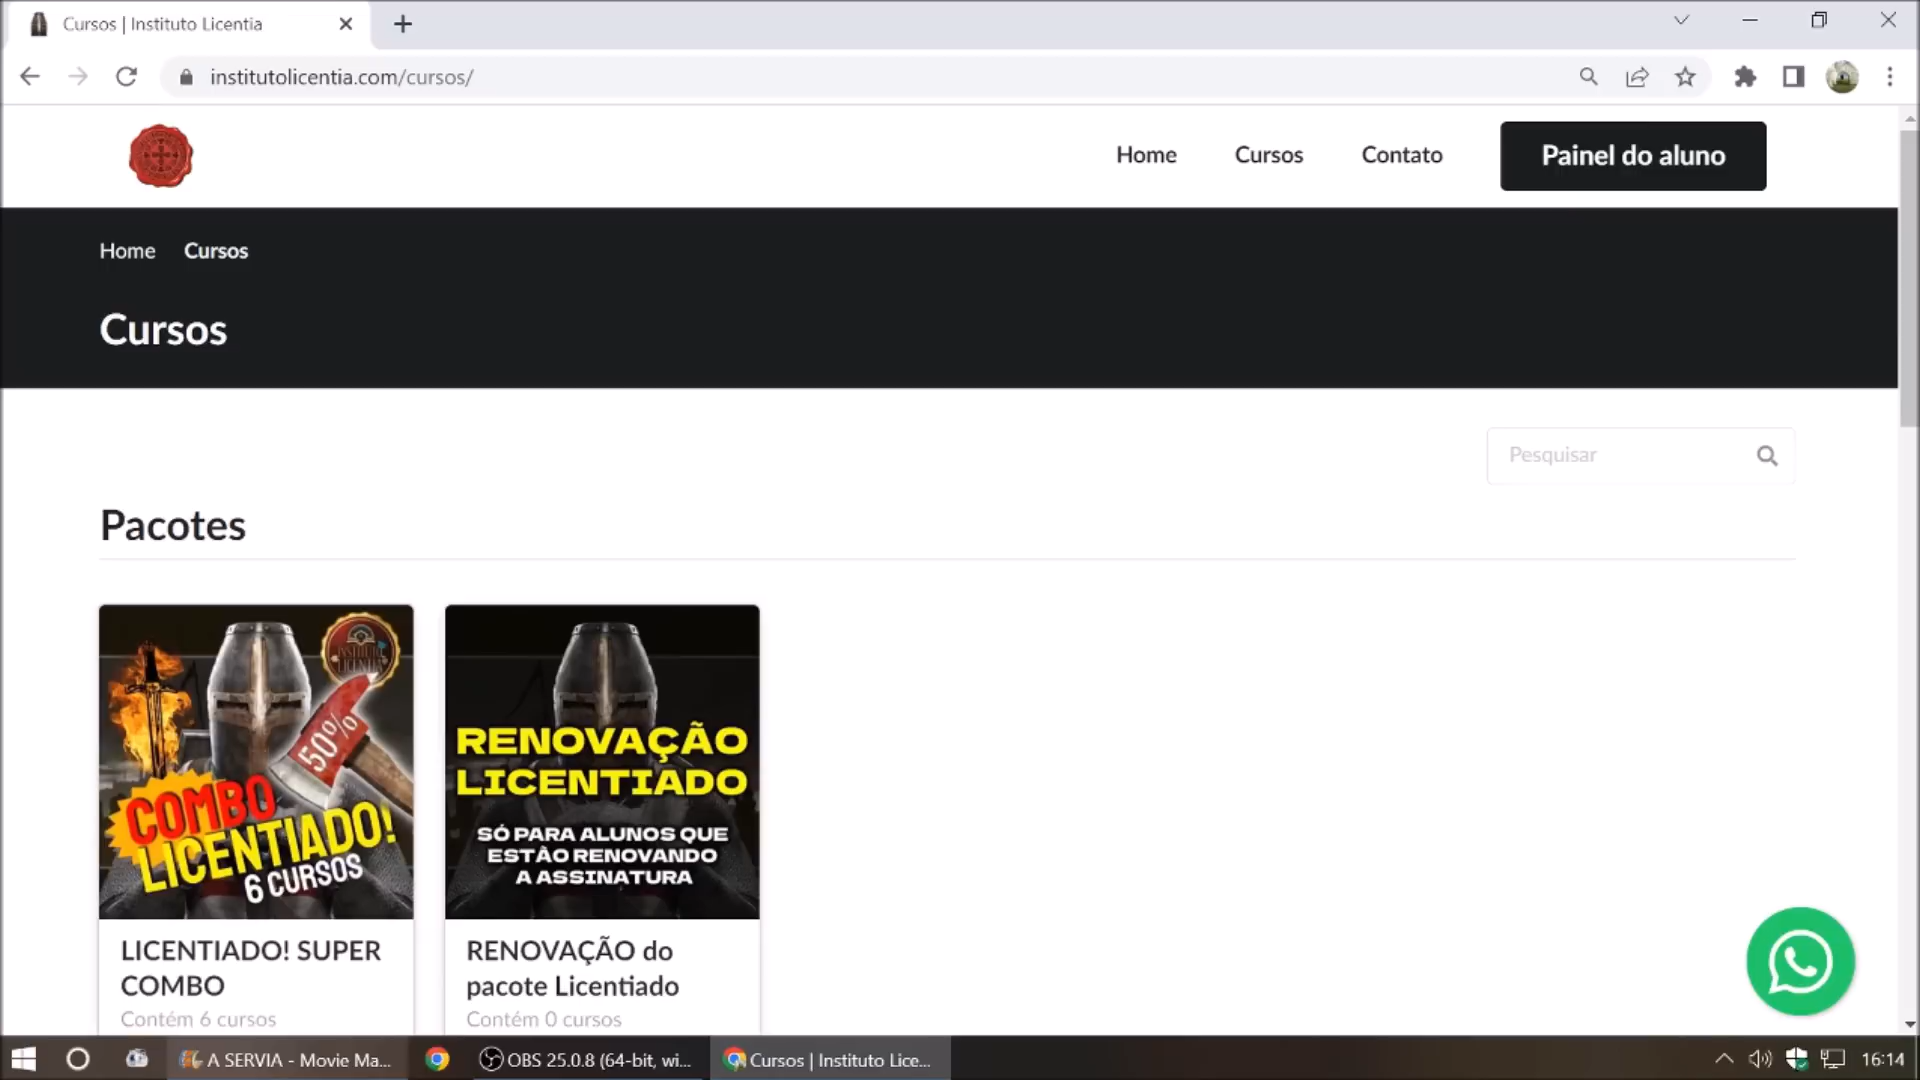 Cursos | Instituto Licentia
institutolicentia.com/cursos/
Home
Cursos
Contato
Painel do aluno
Home
Cursos
Cursos
Pesquisar
Pacotes
INSTITUTO
LICENTIA
50%
COMBO
LICENTIADO!
6 CURSOS
RENOVAÇÃO
LICENTIADO
SÓ PARA ALUNOS QUE
ESTÃO RENOVANDO
A ASSINATURA
LICENTIADO! SUPER
COMBO
Contém 6 cursos
RENOVAÇÃO do
pacote Licentiado
Contém 0 cursos
A SERVIA - Movie Ma...
OBS 25.0.8 (64-bit, wi...
Cursos | Instituto Lice...
16:14